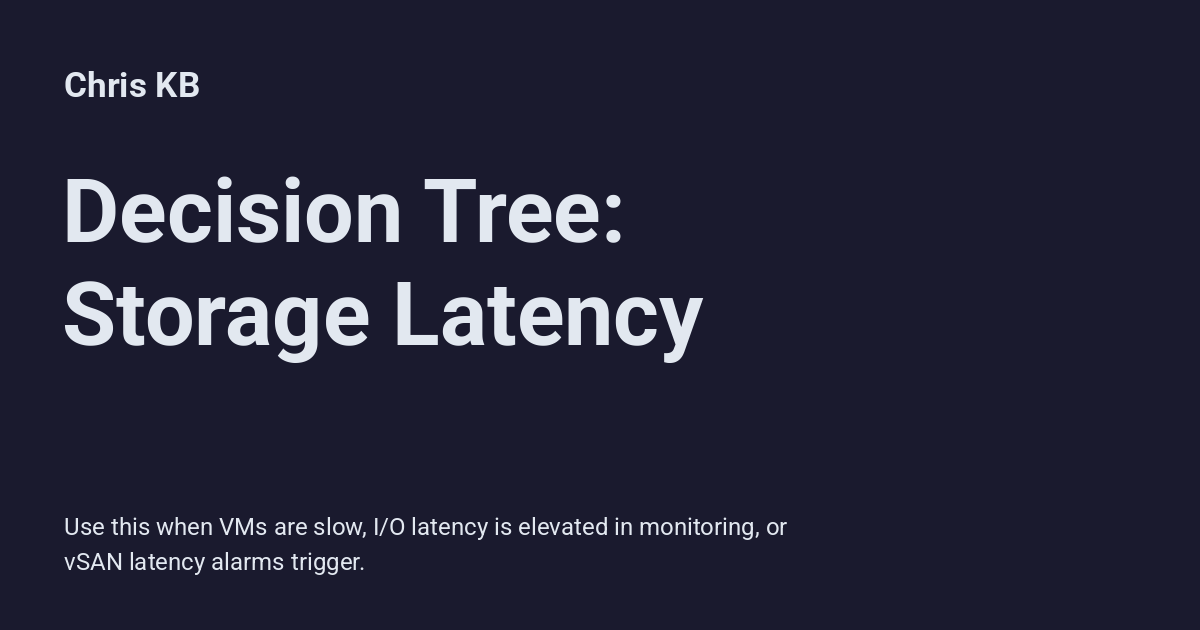 Chris KB
Decision Tree:
Storage Latency
Use this when VMs are slow, I/O latency is elevated in monitoring, or
vSAN latency alarms trigger.